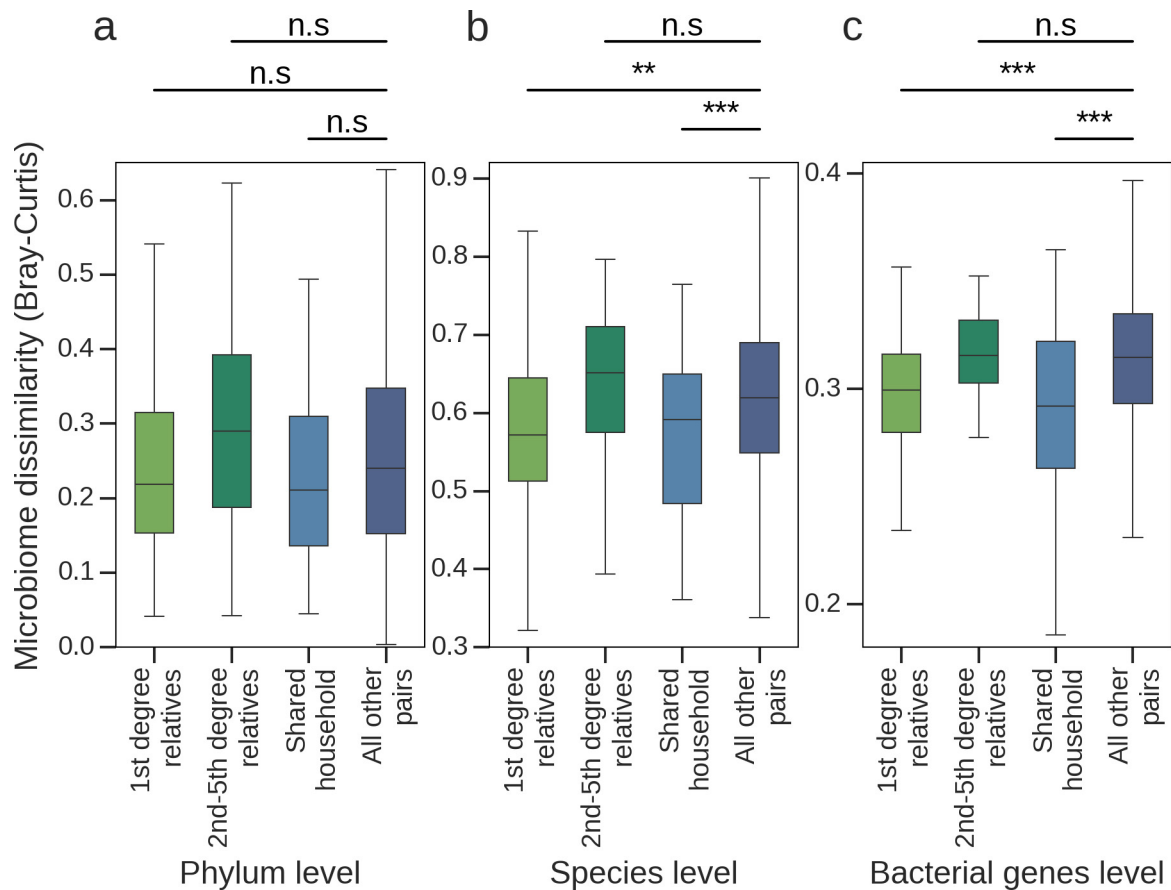 a
n.s
n.s
n.s
b
n.s
**
***
c
n.s
***
***
Microbiome dissimilarity (Bray-Curtis)
0.6
0.5
0.4
0.3
0.2
0.1
0.0
1st degree
relatives
2nd-5th degree
relatives
Shared
household
All other
pairs
Phylum level
0.9
0.8
0.7
0.6
0.5
0.4
0.3
1st degree
relatives
2nd-5th degree
relatives
Shared
household
All other
pairs
Species level
0.4
0.3
0.2
1st degree
relatives
2nd-5th degree
relatives
Shared
household
All other
pairs
Bacterial genes level